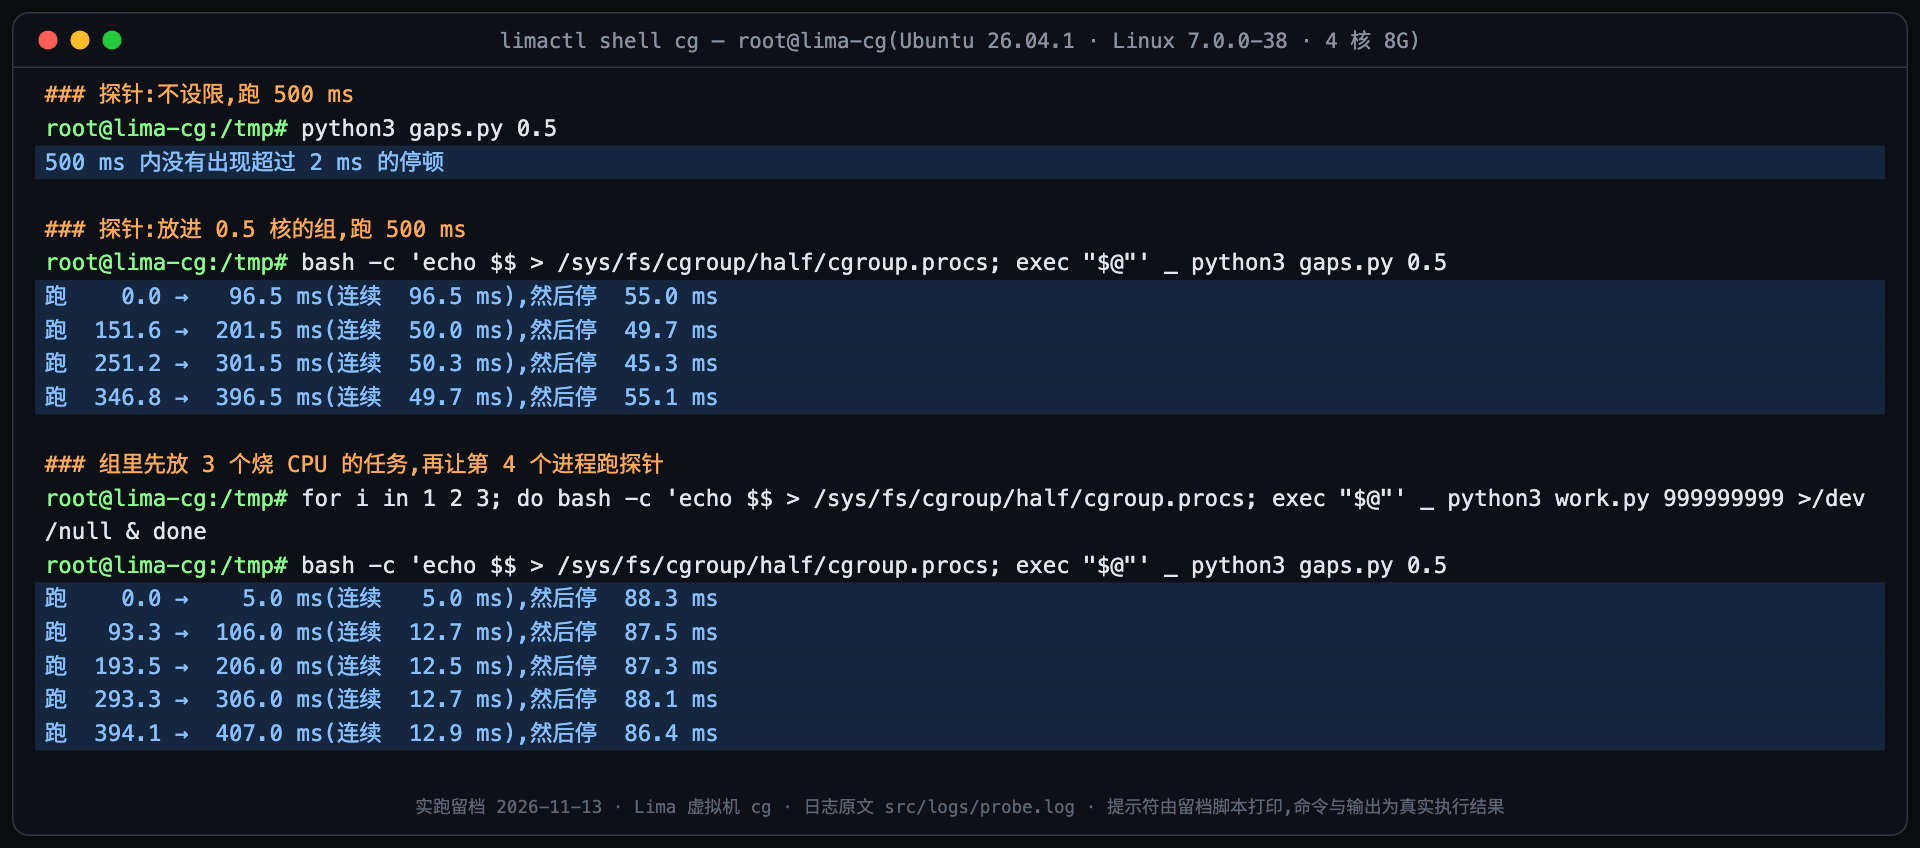 limactl shell cg — root@lima-cg(Ubuntu 26.04.1 · Linux 7.0.0-38 · 4 核 8G)
### 探针:不设限,跑 500 ms
root@lima-cg:/tmp# python3 gaps.py 0.5
500 ms 内没有出现超过 2 ms 的停顿
### 探针:放进 0.5 核的组,跑 500 ms
root@lima-cg:/tmp# bash -c 'echo $$ > /sys/fs/cgroup/half/cgroup.procs; exec "$@"' _ python3 gaps.py 0.5
跑    0.0 →   96.5 ms(连续  96.5 ms),然后停  55.0 ms
跑  151.6 →  201.5 ms(连续  50.0 ms),然后停  49.7 ms
跑  251.2 →  301.5 ms(连续  50.3 ms),然后停  45.3 ms
跑  346.8 →  396.5 ms(连续  49.7 ms),然后停  55.1 ms
### 组里先放 3 个烧 CPU 的任务,再让第 4 个进程跑探针
root@lima-cg:/tmp# for i in 1 2 3; do bash -c 'echo $$ > /sys/fs/cgroup/half/cgroup.procs; exec "$@"' _ python3 work.py 999999999 >/dev
/null & done
root@lima-cg:/tmp# bash -c 'echo $$ > /sys/fs/cgroup/half/cgroup.procs; exec "$@"' _ python3 gaps.py 0.5
跑    0.0 →    5.0 ms(连续   5.0 ms),然后停  88.3 ms
跑   93.3 →  106.0 ms(连续  12.7 ms),然后停  87.5 ms
跑  193.5 →  206.0 ms(连续  12.5 ms),然后停  87.3 ms
跑  293.3 →  306.0 ms(连续  12.7 ms),然后停  88.1 ms
跑  394.1 →  407.0 ms(连续  12.9 ms),然后停  86.4 ms
实跑留档 2026-11-13 · Lima 虚拟机 cg · 日志原文 src/logs/probe.log · 提示符由留档脚本打印,命令与输出为真实执行结果